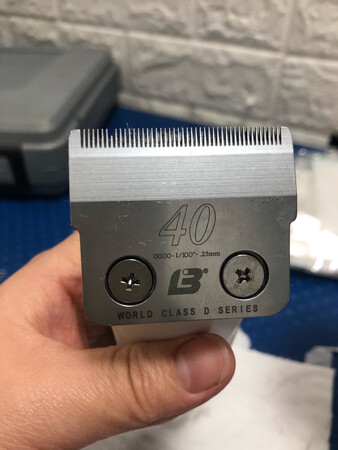 40
0000-1/100"-.25mm
B®
WORLD CLASS D SERIES